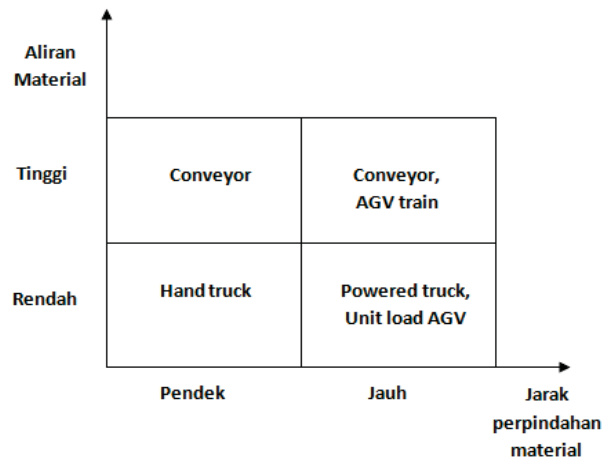 Aliran
Material
Tinggi
Conveyor
Conveyor,
AGV train
Rendah
Hand truck
Powered truck,
Unit load AGV
Pendek
Jauh
Jarak
perpindahan
material